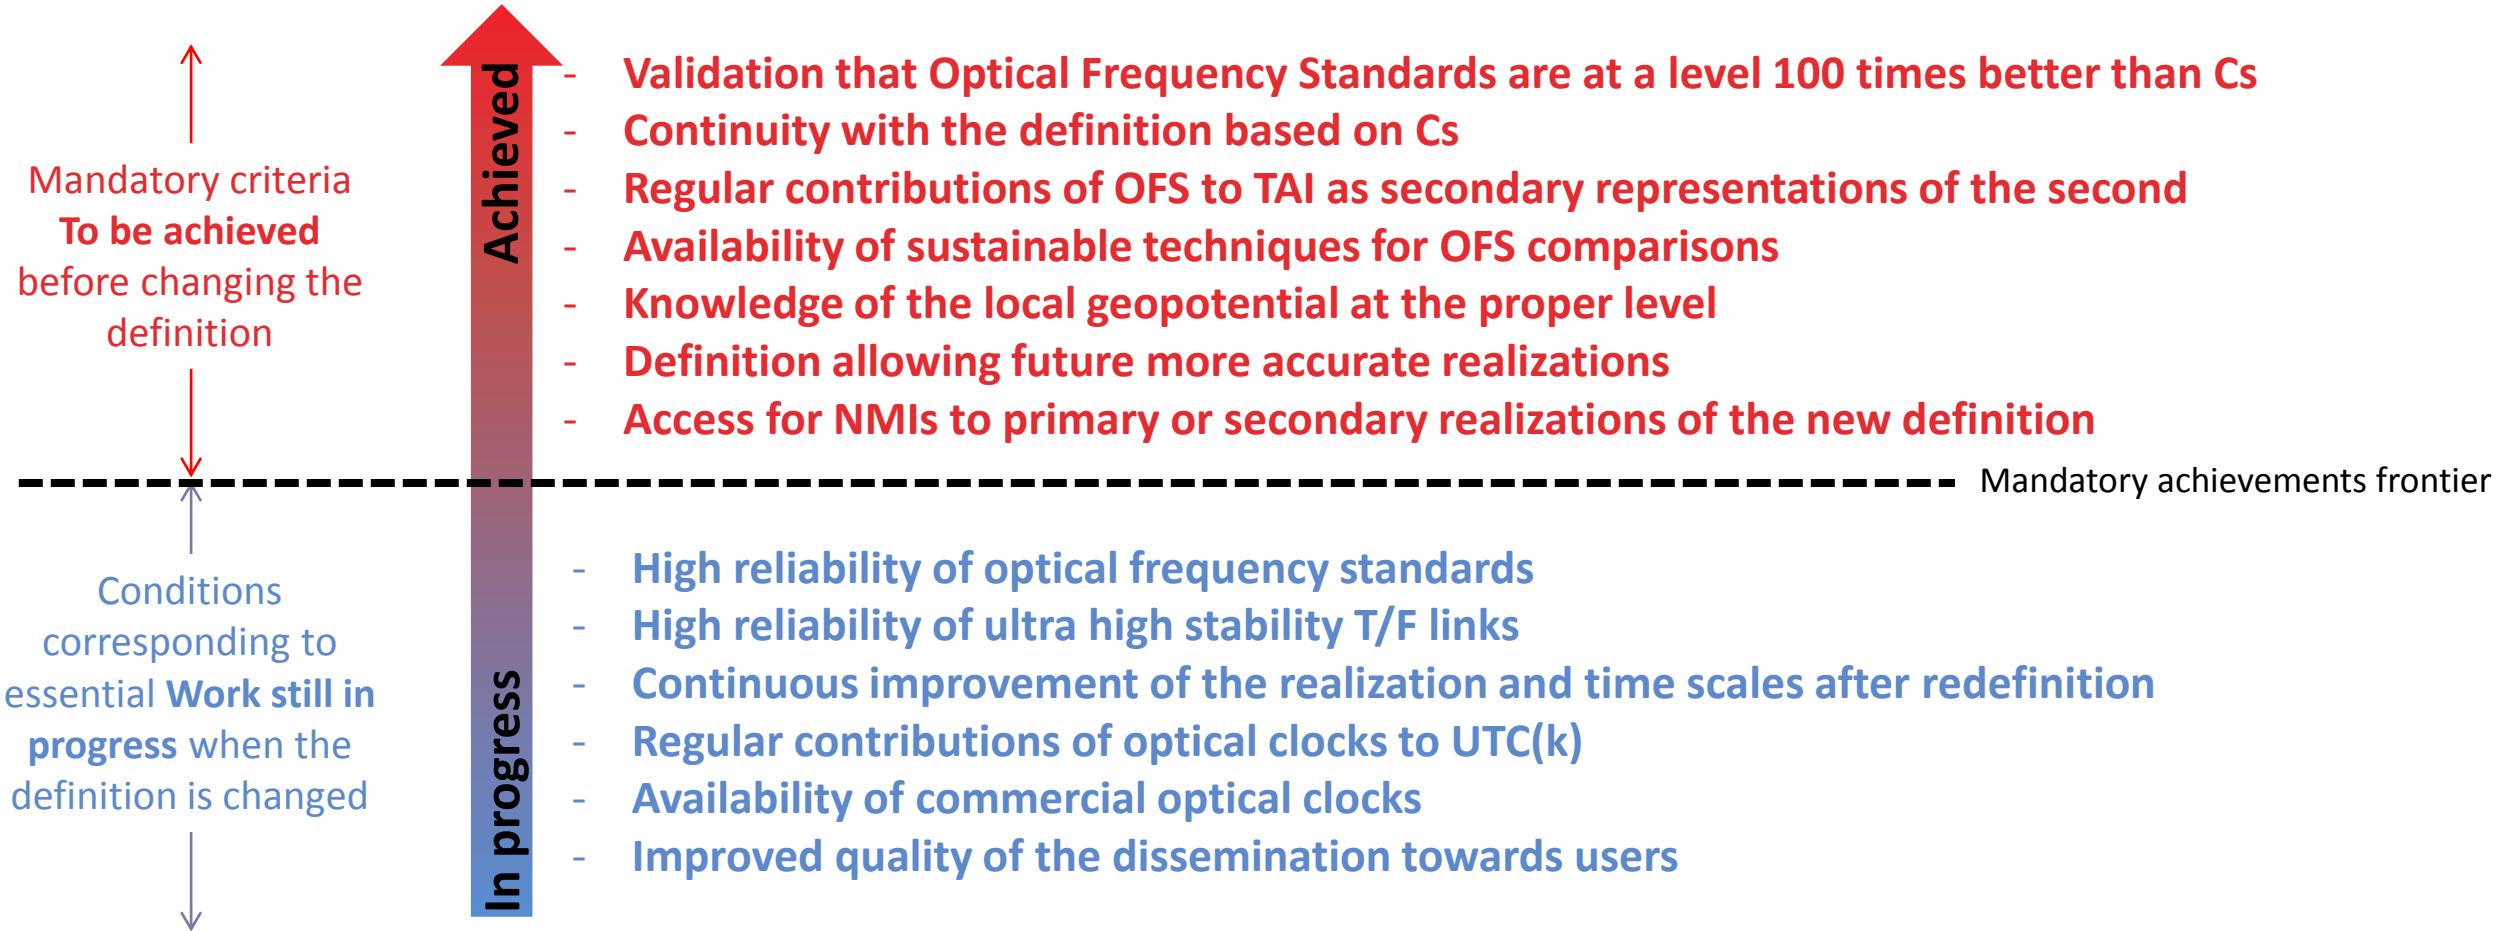 Mandatory criteria
To be achieved
before changing the
definition
Achieved
- Validation that Optical Frequency Standards are at a level 100 times better than Cs
- Continuity with the definition based on Cs
- Regular contributions of OFS to TAI as secondary representations of the second
- Availability of sustainable techniques for OFS comparisons
- Knowledge of the local geopotential at the proper level
- Definition allowing future more accurate realizations
- Access for NMIs to primary or secondary realizations of the new definition
Mandatory achievements frontier
Conditions
corresponding to
essential Work still in
progress when the
definition is changed
In progress
- High reliability of optical frequency standards
- High reliability of ultra high stability T/F links
- Continuous improvement of the realization and time scales after redefinition
- Regular contributions of optical clocks to UTC(k)
- Availability of commercial optical clocks
- Improved quality of the dissemination towards users